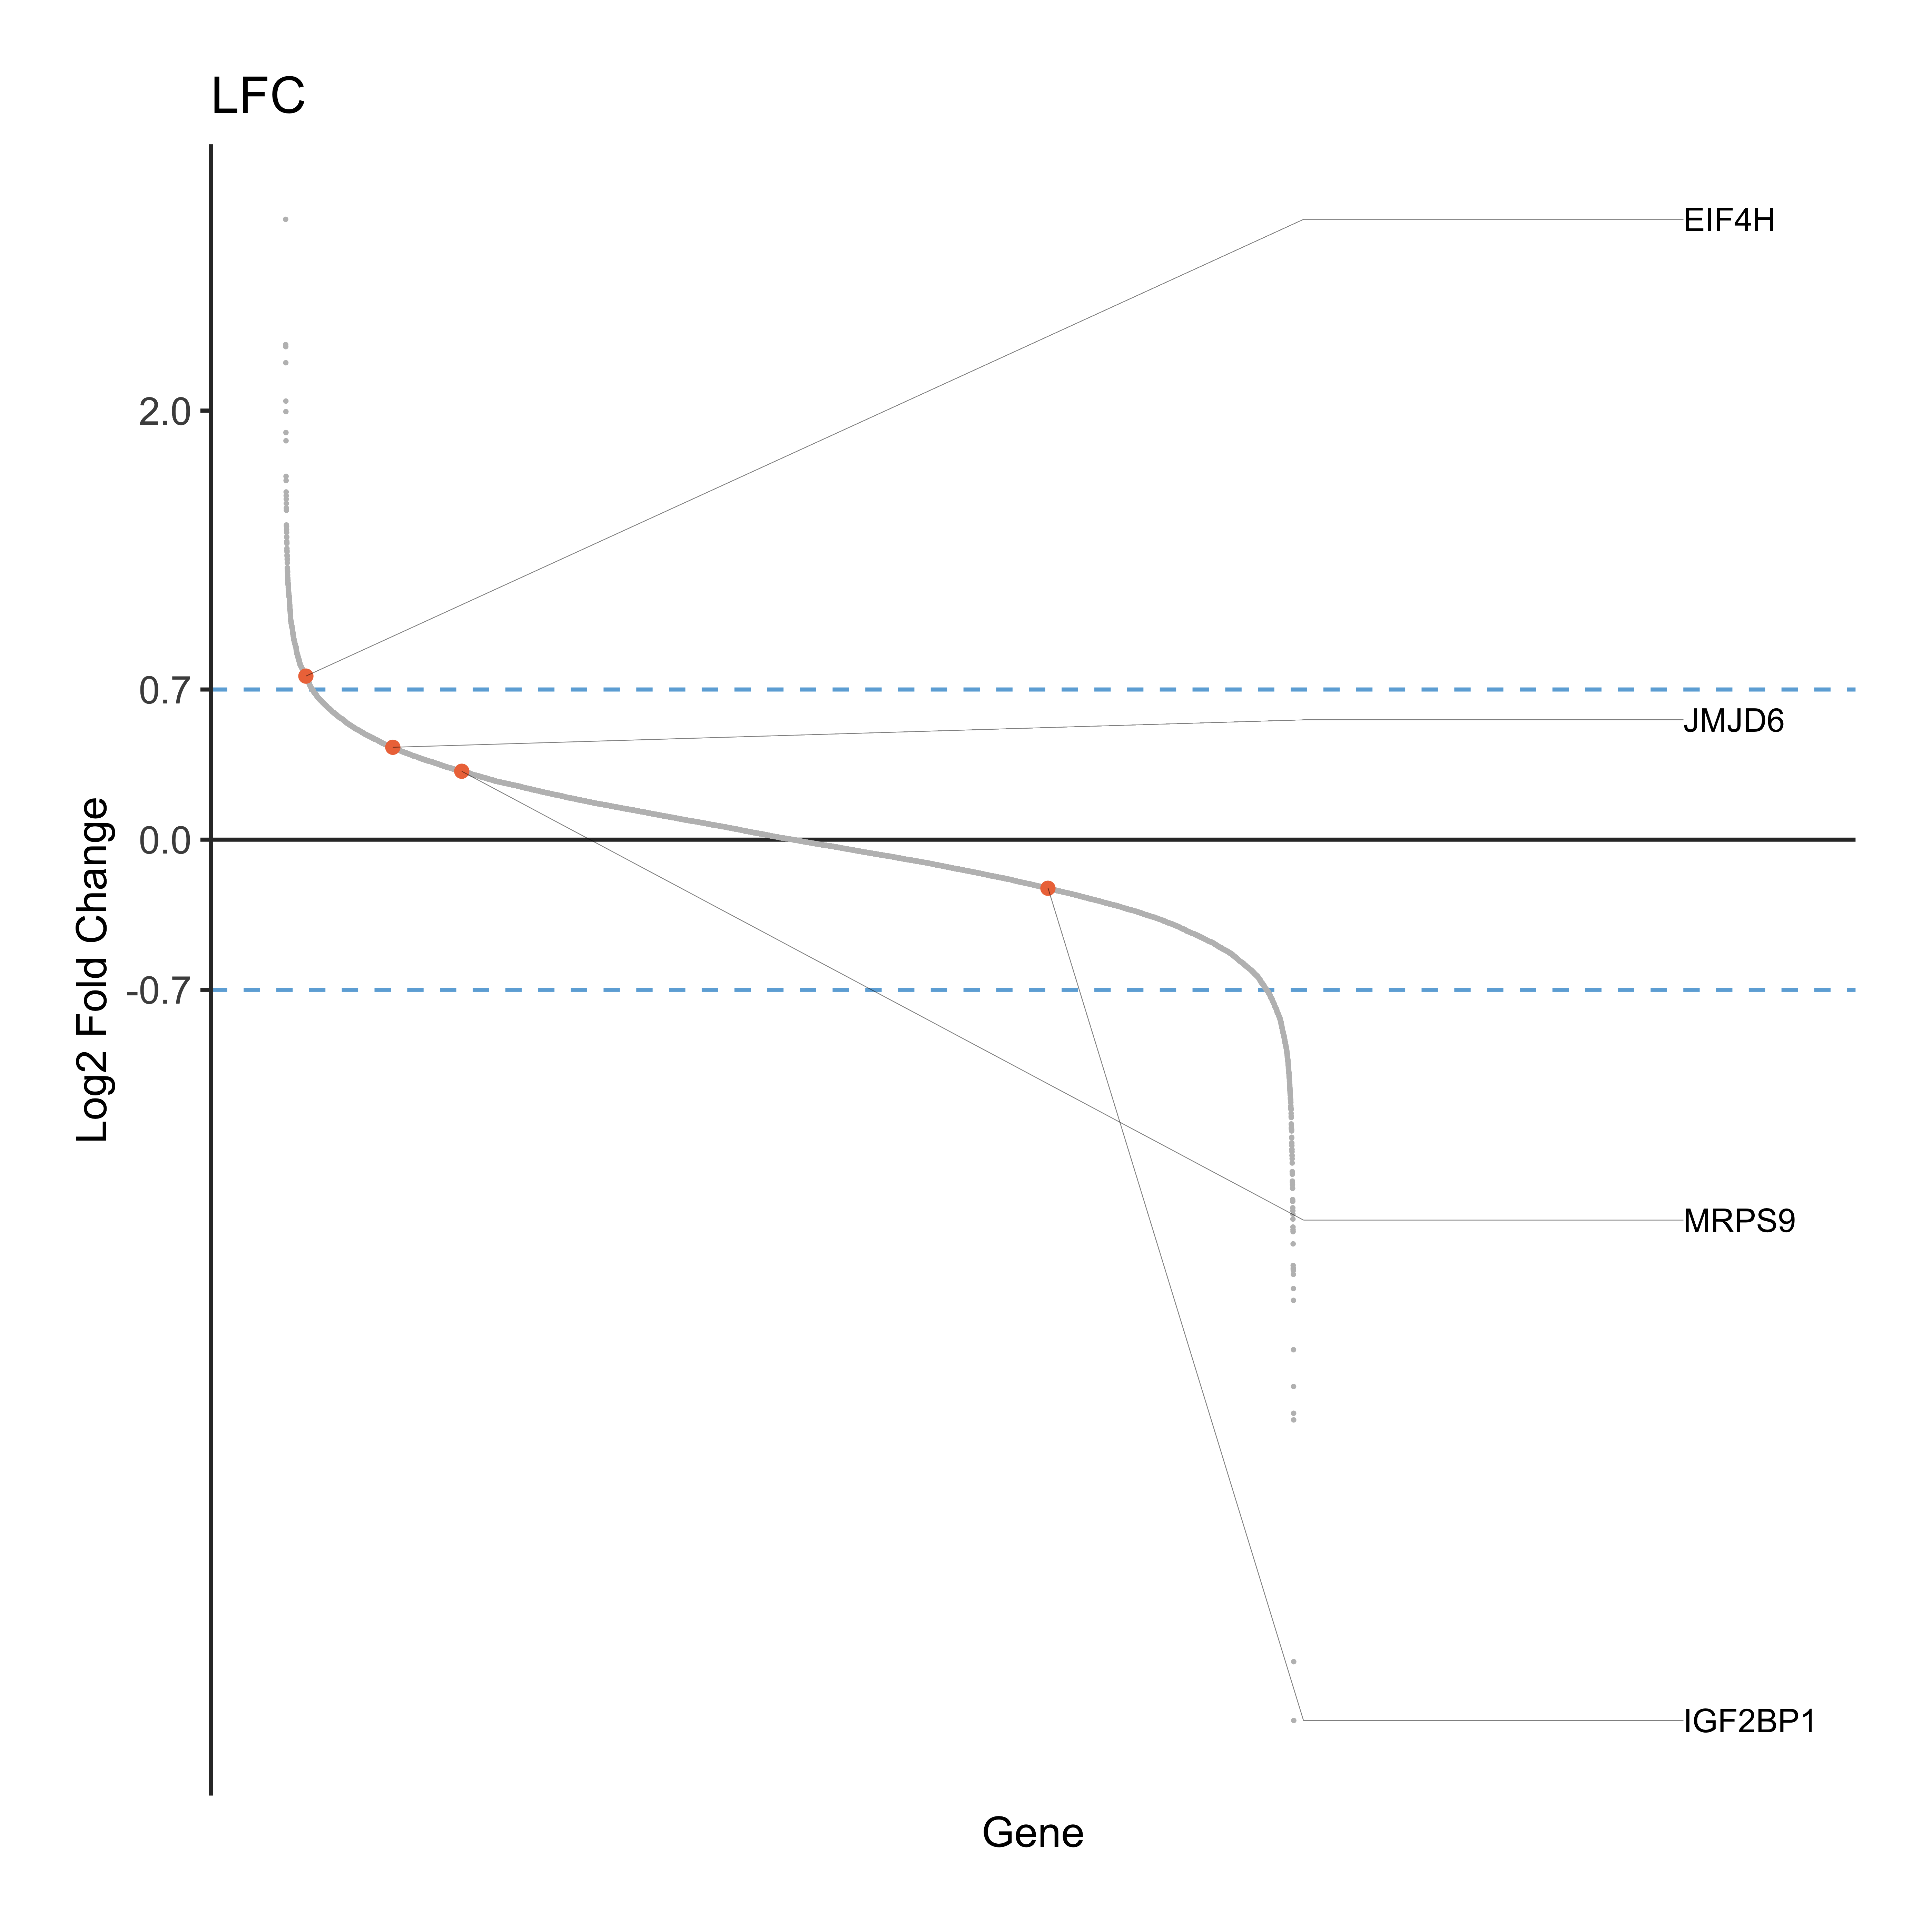 LFC
EIF4H
2.0
0.7
JMJD6
0.0
-0.7
Log2 Fold Change
MRPS9
IGF2BP1
Gene